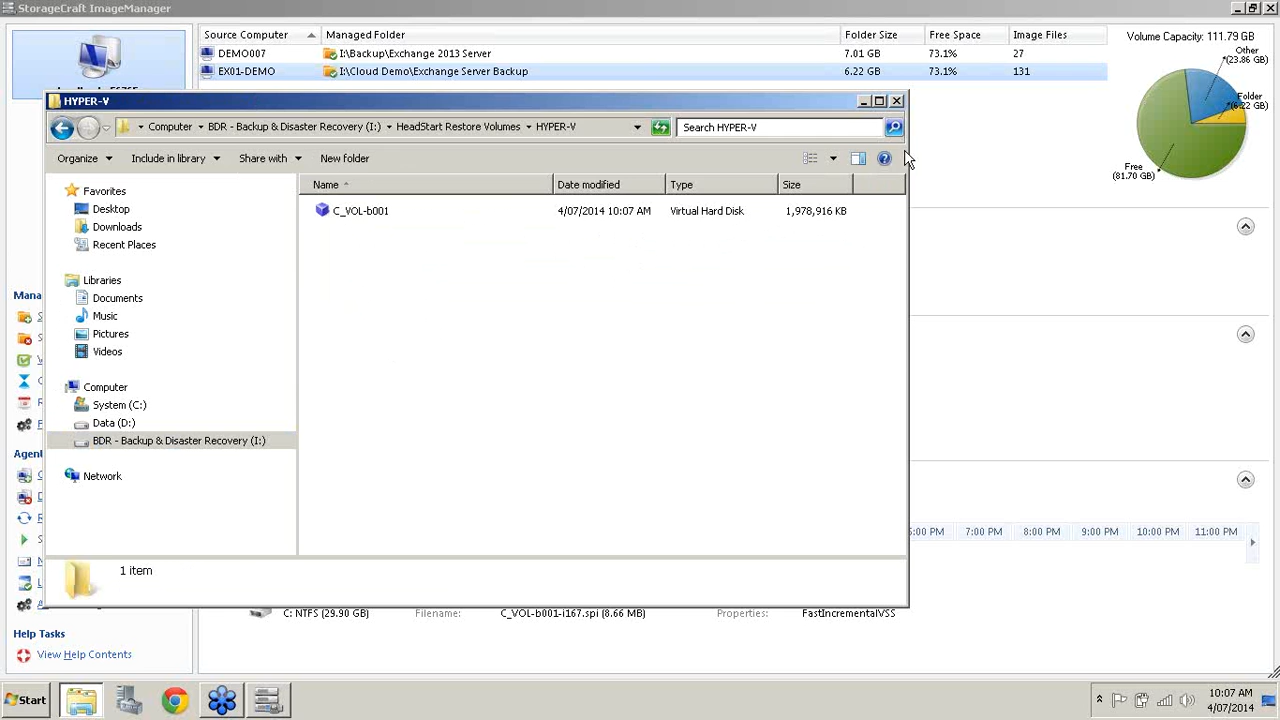 StorageCraft ImageManager
Source Computer Managed Folder Folder Size Free Space Image Files
DEMO007 I:\Backup\Exchange 2013 Server 7.01 GB 73.1% 27
EX01-DEMO I:\Cloud Demo\Exchange Server Backup 6.22 GB 73.1% 131
Volume Capacity: 111.79 GB
Other
(23.86 GB)
Folder
(6.22 GB)
Free
(81.70 GB)
HYPER-V
Computer BDR - Backup & Disaster Recovery (I:) HeadStart Restore Volumes HYPER-V
Search HYPER-V
Organize Include in library Share with New folder
Name Date modified Type Size
C_VOL-b001 4/07/2014 10:07 AM Virtual Hard Disk 1,978,916 KB
Favorites
Desktop
Downloads
Recent Places
Libraries
Documents
Music
Pictures
Videos
Computer
System (C:)
Data (D:)
BDR - Backup & Disaster Recovery (I:)
Network
1 item
7:00 PM 8:00 PM 9:00 PM 10:00 PM 11:00 PM
C: NTFS (29.90 GB) Filename: C_VOL-b001-i167.spi (8.66 MB) Properties: FastIncrementalVSS
Help Tasks
View Help Contents
Start
10:07 AM
4/07/2014